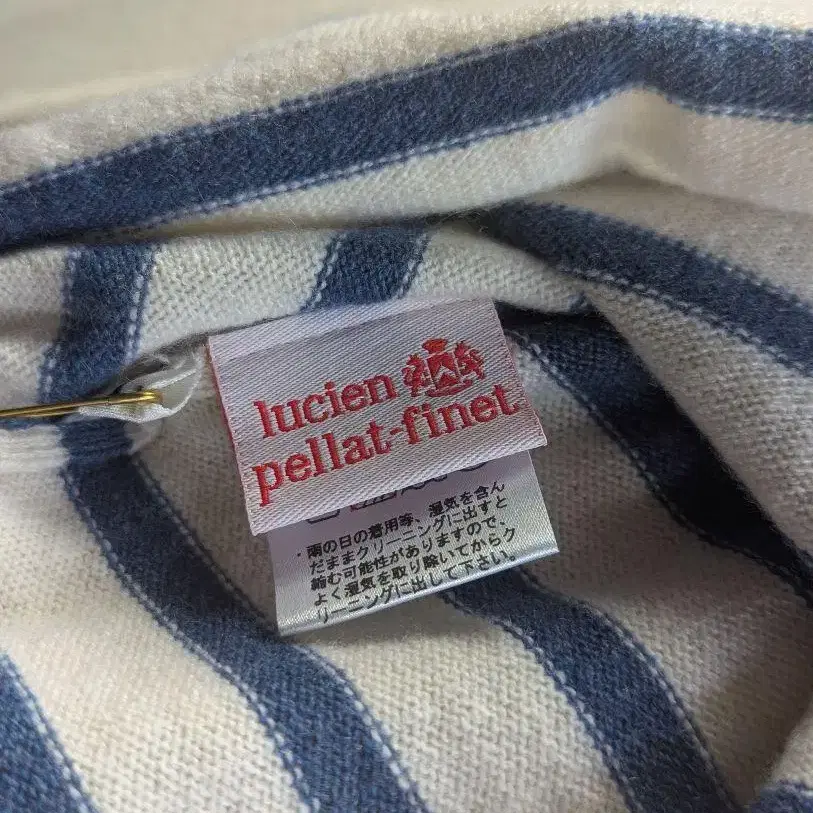 lucien
pellat-finet
・雨の日の着用等、湿気を含ん
だままクリーニングに出すと
縮む可能性がありますので、
よく湿気を取り除いてからク
リーニングに出して下さい。